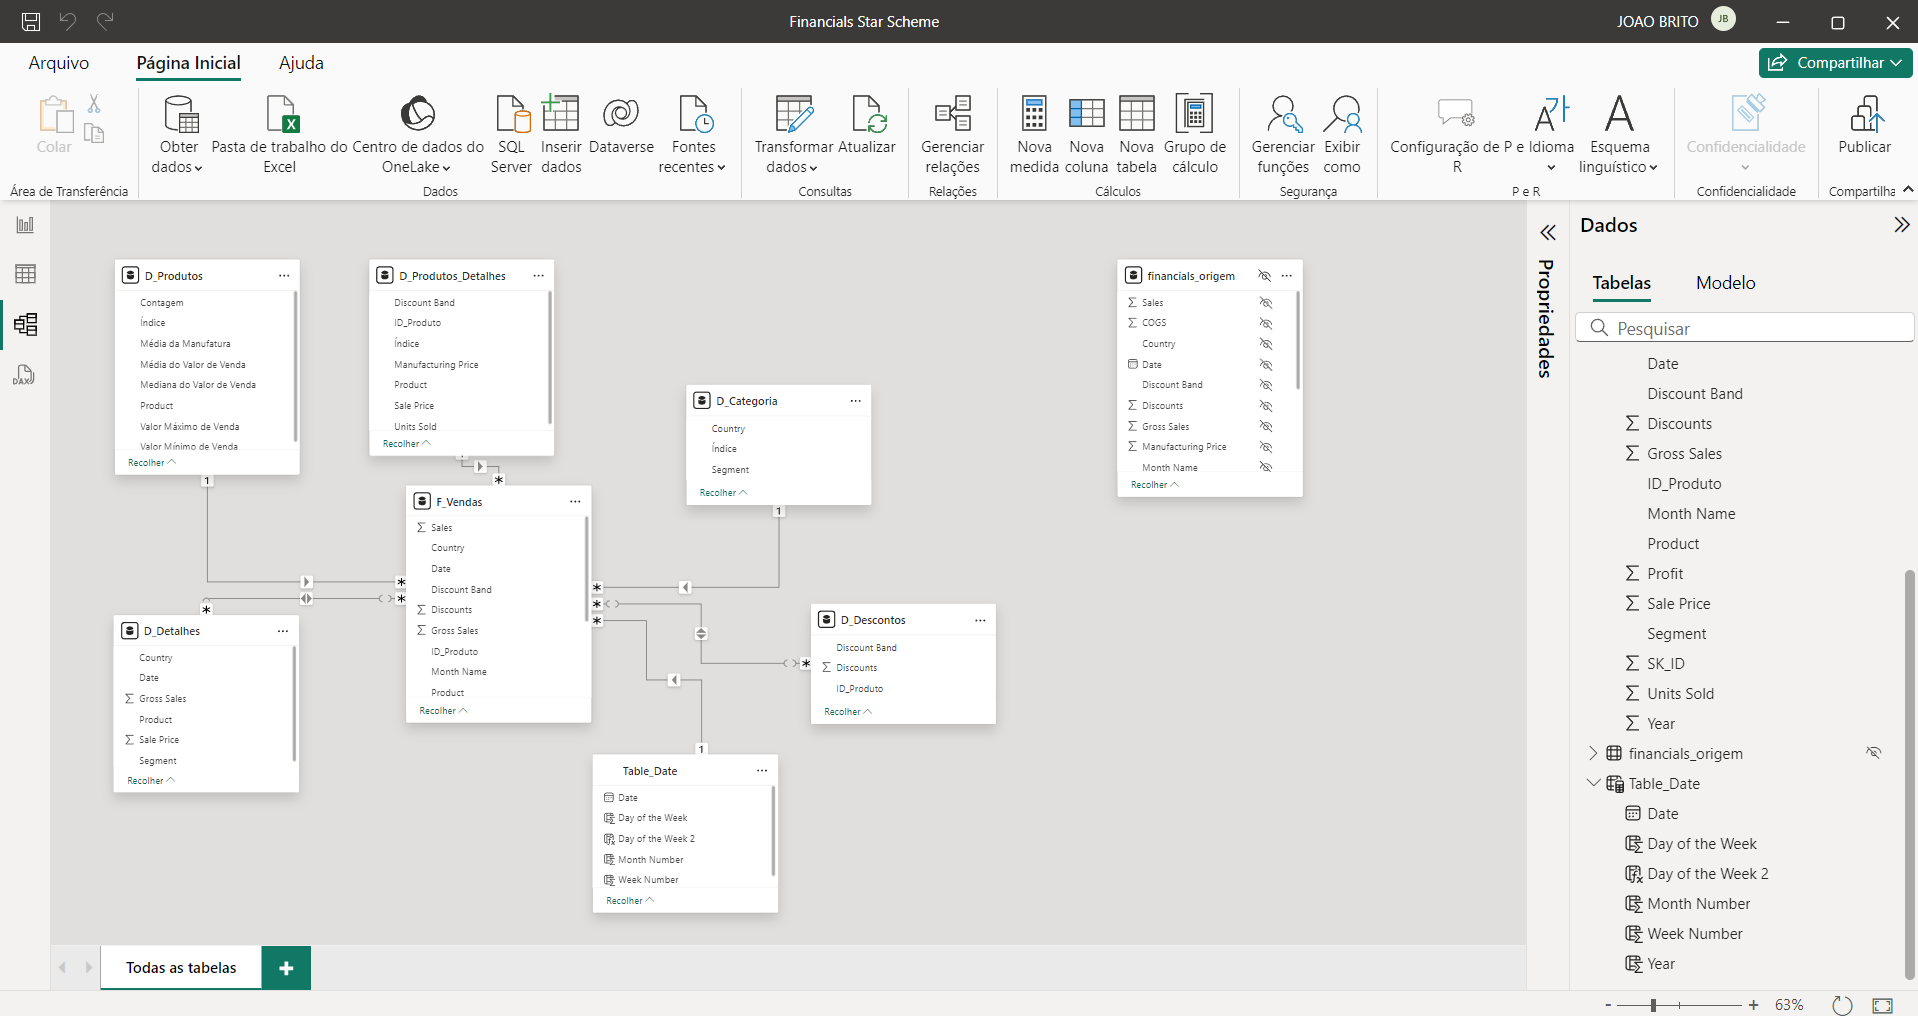 Financials Star Scheme
JOAO BRITO
JB
Arquivo
Página Inicial
Ajuda
Compartilhar
Colar
Obter dados
Pasta de trabalho do Excel
Centro de dados do OneLake
SQL Server
Inserir dados
Dataverse
Fontes recentes
Transformar dados
Atualizar
Gerenciar relações
Nova medida
Nova coluna
Nova tabela
Grupo de cálculo
Gerenciar funções
Exibir como
Configuração de P e R
Idioma
Esquema linguístico
Confidencialidade
Publicar
Área de Transferência
Dados
Consultas
Relações
Cálculos
Segurança
P e R
Confidencialidade
Compartilha
D_Produtos
Contagem
Índice
Média da Manufatura
Média do Valor de Venda
Mediana do Valor de Venda
Product
Valor Máximo de Venda
Valor Mínimo de Venda
Recolher
1
D_Produtos_Detalhes
Discount Band
ID_Produto
Índice
Manufacturing Price
Product
Sale Price
Units Sold
Recolher
*
D_Categoria
Country
Índice
Segment
Recolher
1
financials_origem
Sales
COGS
Country
Date
Discount Band
Discounts
Gross Sales
Manufacturing Price
Month Name
Recolher
F_Vendas
Sales
Country
Date
Discount Band
Discounts
Gross Sales
ID_Produto
Month Name
Product
Recolher
*
*
*
*
*
*
D_Detalhes
Country
Date
Gross Sales
Product
Sale Price
Segment
Recolher
D_Descontos
Discount Band
Discounts
ID_Produto
Recolher
*
1
Table_Date
Date
Day of the Week
Day of the Week 2
Month Number
Week Number
Recolher
Propriedades
Dados
Tabelas
Modelo
Pesquisar
Date
Discount Band
Discounts
Gross Sales
ID_Produto
Month Name
Product
Profit
Sale Price
Segment
SK_ID
Units Sold
Year
financials_origem
Table_Date
Date
Day of the Week
Day of the Week 2
Month Number
Week Number
Year
Todas as tabelas
+
- + 63%
DAX